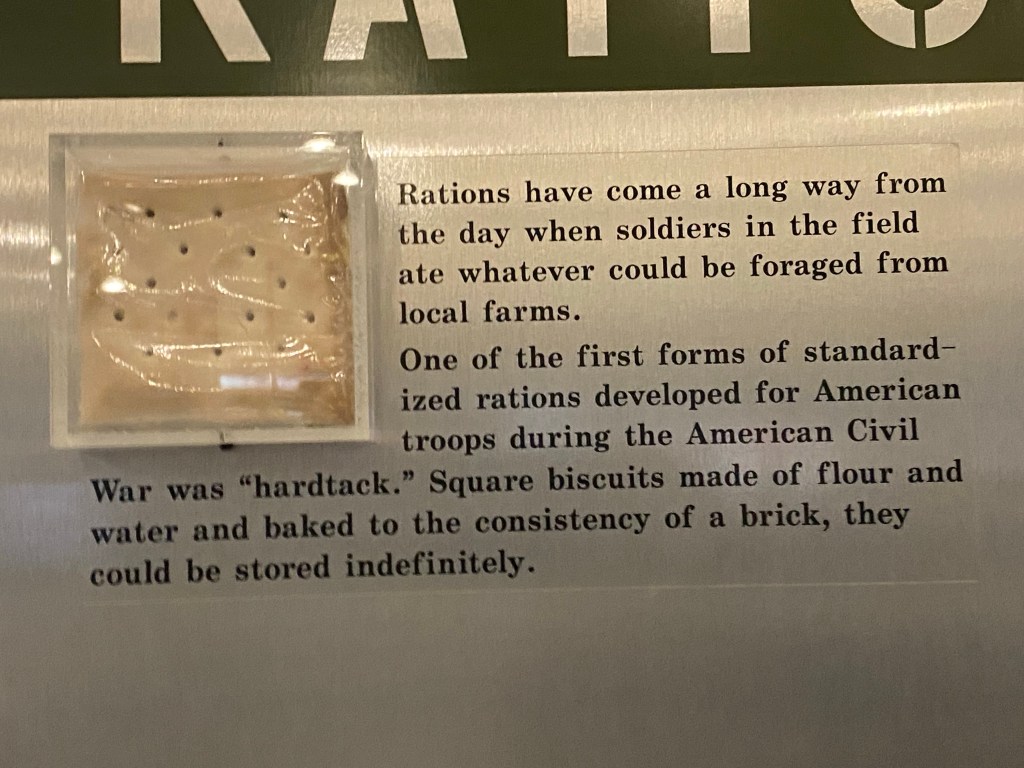 RATIO
Rations have come a long way from
the day when soldiers in the field
ate whatever could be foraged from
local farms.
One of the first forms of standard-
ized rations developed for American
troops during the American Civil
War was “hardtack.” Square biscuits made of flour and
water and baked to the consistency of a brick, they
could be stored indefinitely.